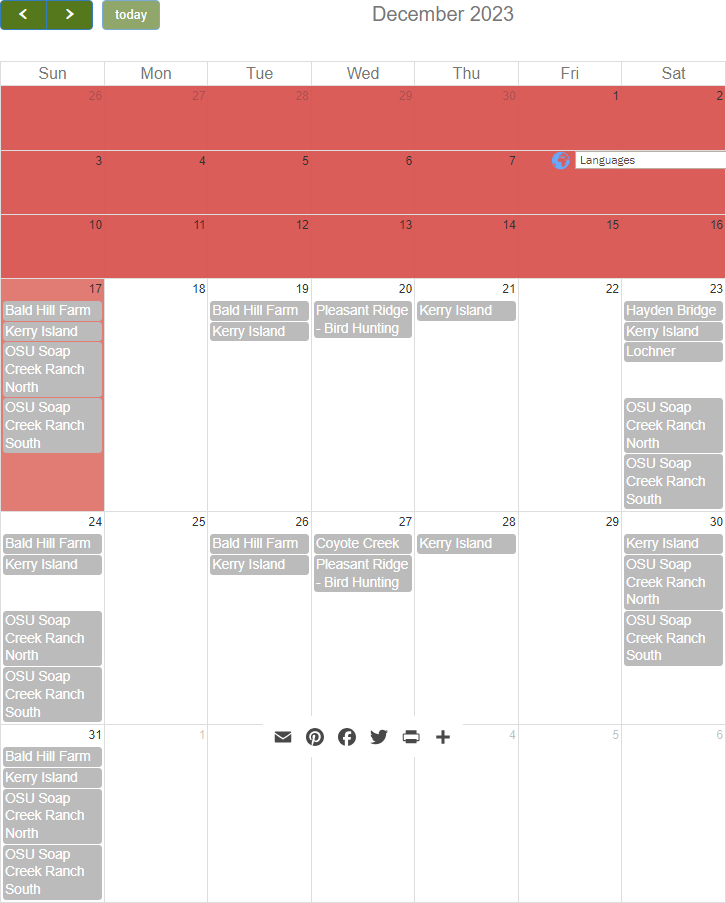 today
December 2023
Sun Mon Tue Wed Thu Fri Sat
26 27 28 29 30 1 2
3 4 5 6 7
Languages
10 11 12 13 14 15 16
17 18 19 20 21 22 23
Bald Hill Farm
Kerry Island
OSU Soap
Creek Ranch
North
OSU Soap
Creek Ranch
South
Bald Hill Farm
Kerry Island
Pleasant Ridge
- Bird Hunting
Kerry Island
Hayden Bridge
Kerry Island
Lochner
OSU Soap
Creek Ranch
North
OSU Soap
Creek Ranch
South
24 25 26 27 28 29 30
Bald Hill Farm
Kerry Island
OSU Soap
Creek Ranch
North
OSU Soap
Creek Ranch
South
Bald Hill Farm
Kerry Island
Coyote Creek
Pleasant Ridge
- Bird Hunting
Kerry Island
Kerry Island
OSU Soap
Creek Ranch
North
OSU Soap
Creek Ranch
South
31 1 4 5 6
Bald Hill Farm
Kerry Island
OSU Soap
Creek Ranch
North
OSU Soap
Creek Ranch
South